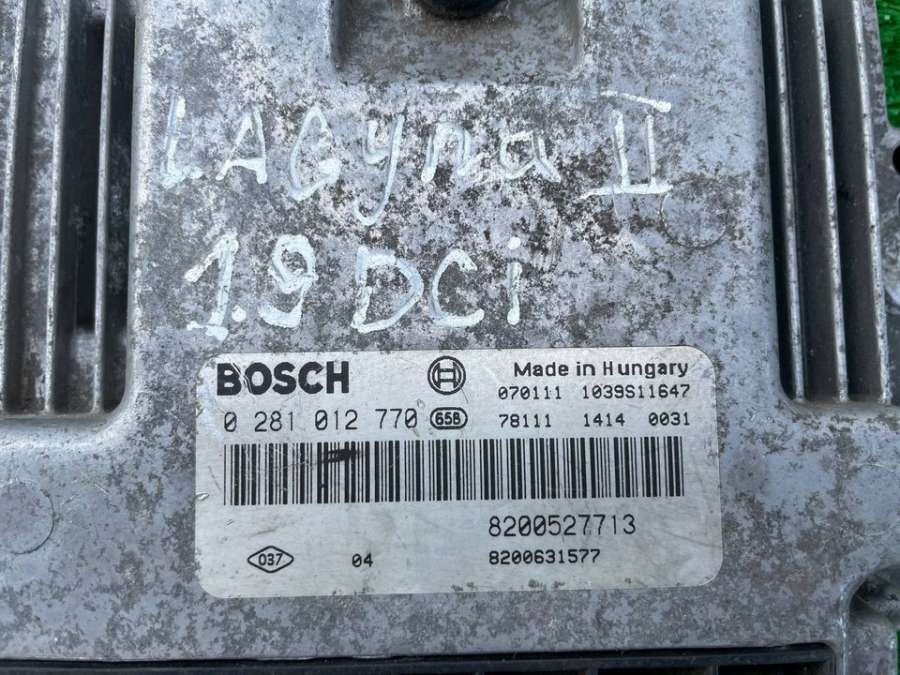 LAGyna II
1.9 DCi
BOSCH Made in Hungary
070111 1039S11647
0 281 012 770 658 78111 1414 0031
8200527713
037 04 8200631577